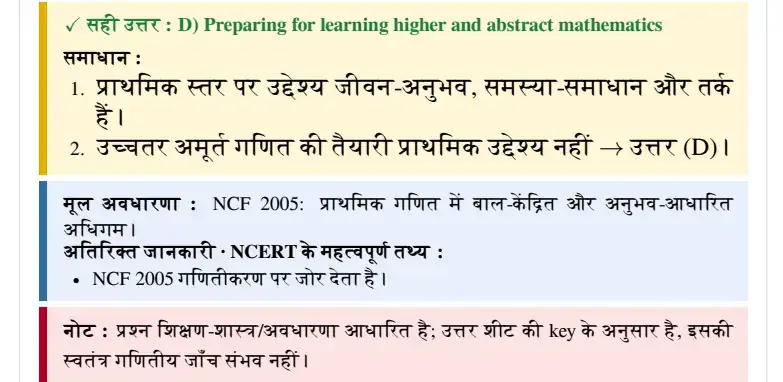 ✓ सही उत्तर : D) Preparing for learning higher and abstract mathematics
समाधान :
1. प्राथमिक स्तर पर उद्देश्य जीवन-अनुभव, समस्या-समाधान और तर्क
हैं।
2. उच्चतर अमूर्त गणित की तैयारी प्राथमिक उद्देश्य नहीं → उत्तर (D)।
मूल अवधारणा : NCF 2005: प्राथमिक गणित में बाल-केंद्रित और अनुभव-आधारित
अधिगम।
अतिरिक्त जानकारी · NCERT के महत्वपूर्ण तथ्य :
• NCF 2005 गणितीकरण पर जोर देता है।
नोट : प्रश्न शिक्षण-शास्त्र/अवधारणा आधारित है; उत्तर शीट की key के अनुसार है, इसकी
स्वतंत्र गणितीय जाँच संभव नहीं।